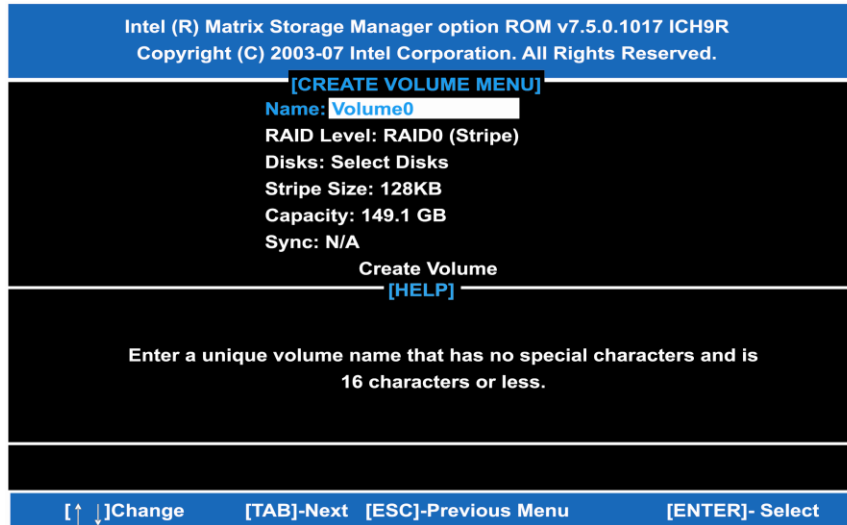 Intel (R) Matrix Storage Manager option ROM v7.5.0.1017 ICH9R
Copyright (C) 2003-07 Intel Corporation. All Rights Reserved.
[CREATE VOLUME MENU]
Name: Volume0
RAID Level: RAID0 (Stripe)
Disks: Select Disks
Stripe Size: 128KB
Capacity: 149.1 GB
Sync: N/A
Create Volume
[HELP]
Enter a unique volume name that has no special characters and is
16 characters or less.
[↑ ↓]Change [TAB]-Next [ESC]-Previous Menu [ENTER]- Select